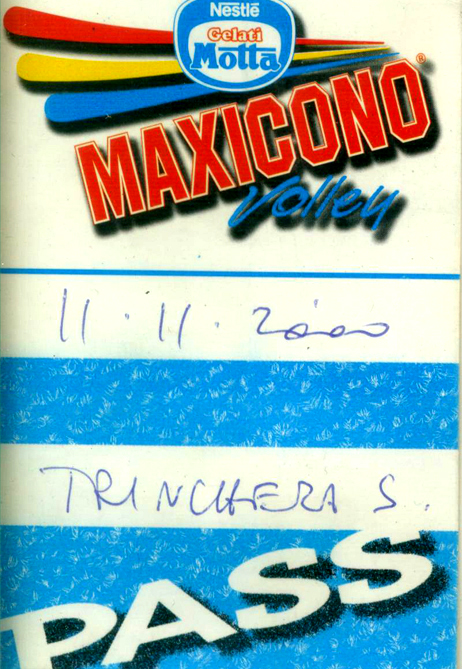 Nestlé
Gelati
Motta
MAXICONO®
Volley
11.11.2000
TRINCHERA S.
PASS